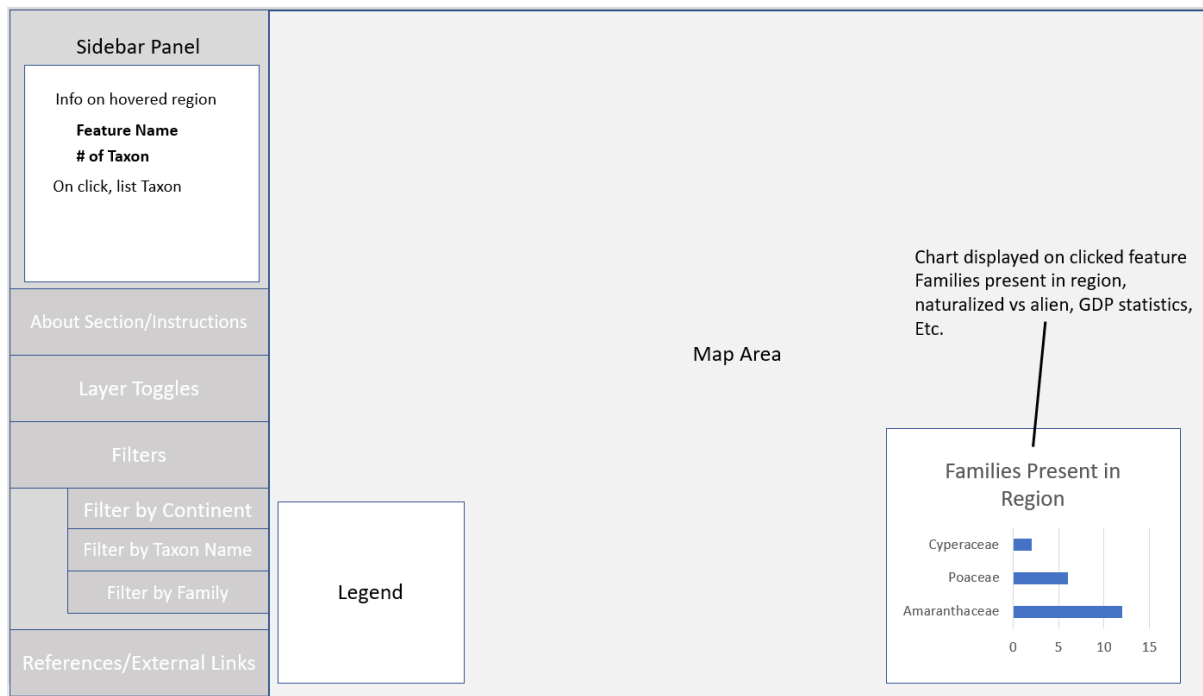 Sidebar Panel
Info on hovered region
Feature Name
# of Taxon
On click, list Taxon
About Section/Instructions
Layer Toggles
Filters
Filter by Continent
Filter by Taxon Name
Filter by Family
References/External Links
Legend
Map Area
Chart displayed on clicked feature
Families present in region,
naturalized vs alien, GDP statistics,
Etc.
Families Present in
Region
Cyperaceae
Poaceae
Amaranthaceae
0 5 10 15